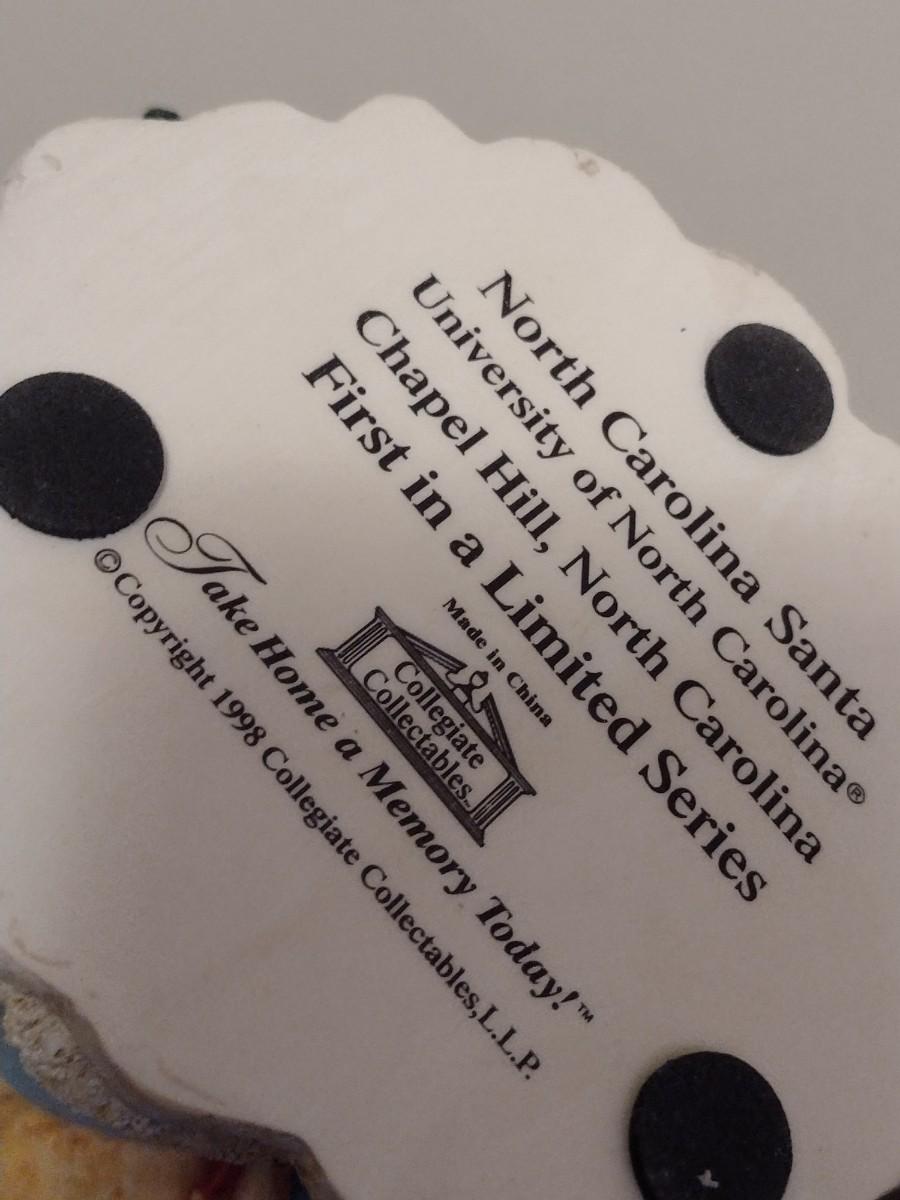 North Carolina Santa
University of North Carolina®
Chapel Hill, North Carolina
First in a Limited Series
Made in China
Collegiate
Collectables™
Take Home a Memory Today!™
©Copyright 1998 Collegiate Collectables,L.L.P.